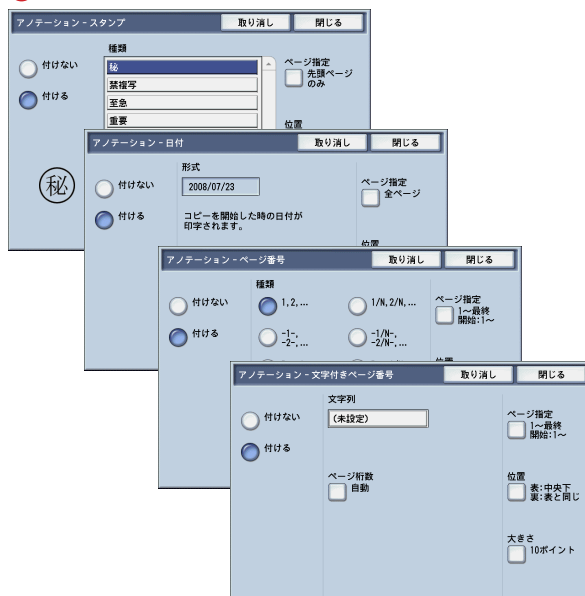 アノテーション - スタンプ
取り消し
閉じる
付けない
付ける
種類
秘
禁複写
至急
重要
ページ指定
先頭ページ
のみ
位置
㊙
アノテーション - 日付
取り消し
閉じる
付けない
付ける
形式
2008/07/23
コピーを開始した時の日付が
印字されます。
ページ指定
全ページ
アノテーション - ページ番号
取り消し
閉じる
付けない
付ける
種類
1,2,...
1/N,2/N,...
-1-,
-2-,...
-1/N-,
-2/N-,...
ページ指定
1～最終
開始:1～
アノテーション - 文字付きページ番号
取り消し
閉じる
付けない
付ける
文字列
(未設定)
ページ桁数
自動
ページ指定
1～最終
開始:1～
位置
表:中央下
裏:表と同じ
大きさ
10ポイント